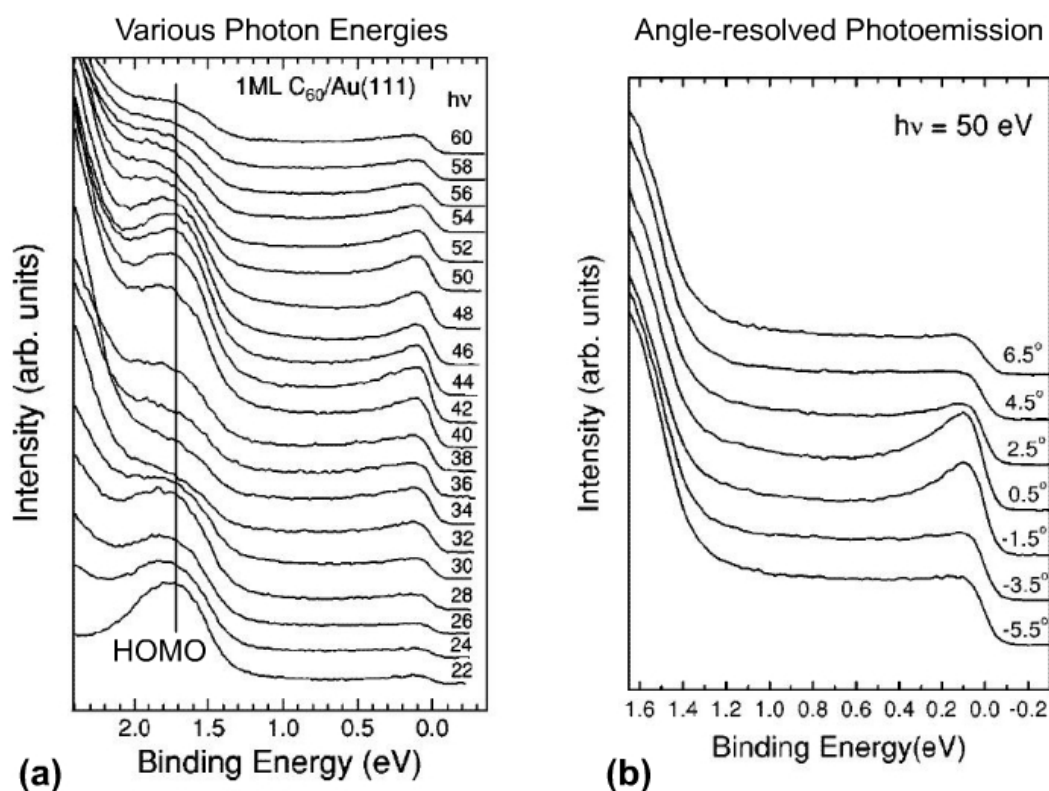 Various Photon Energies
1ML C₆₀/Au(111)
hν
60
58
56
54
52
50
48
46
44
42
40
38
36
34
32
30
28
26
24
22
HOMO
Intensity (arb. units)
2.0 1.5 1.0 0.5 0.0
Binding Energy (eV)
(a)
Angle-resolved Photoemission
hν = 50 eV
6.5°
4.5°
2.5°
0.5°
-1.5°
-3.5°
-5.5°
Intensity (arb. units)
1.6 1.4 1.2 1.0 0.8 0.6 0.4 0.2 0.0 -0.2
Binding Energy(eV)
(b)